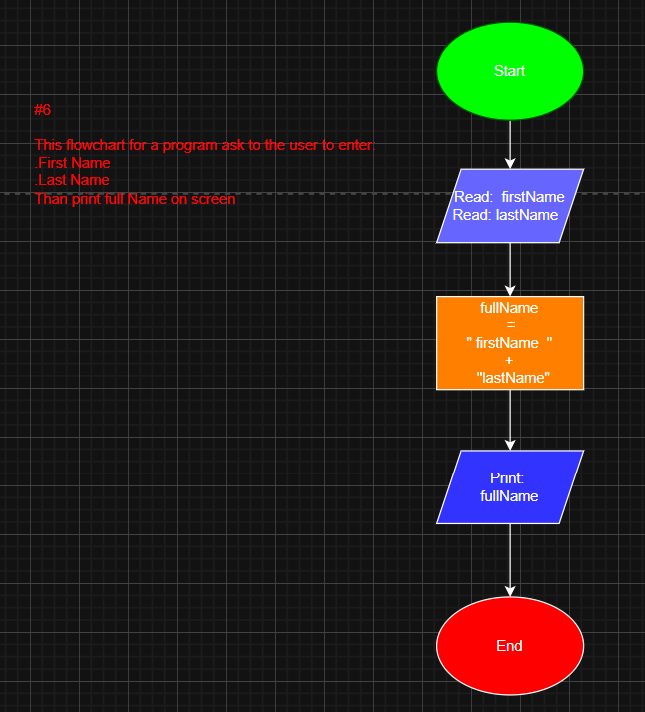 #6
This flowchart for a program ask to the user to enter:
.First Name
.Last Name
Than print full Name on screen
Start
Read:  firstName
Read: lastName
fullName
=
" firstName  "
+
"lastName"
Print:
fullName
End